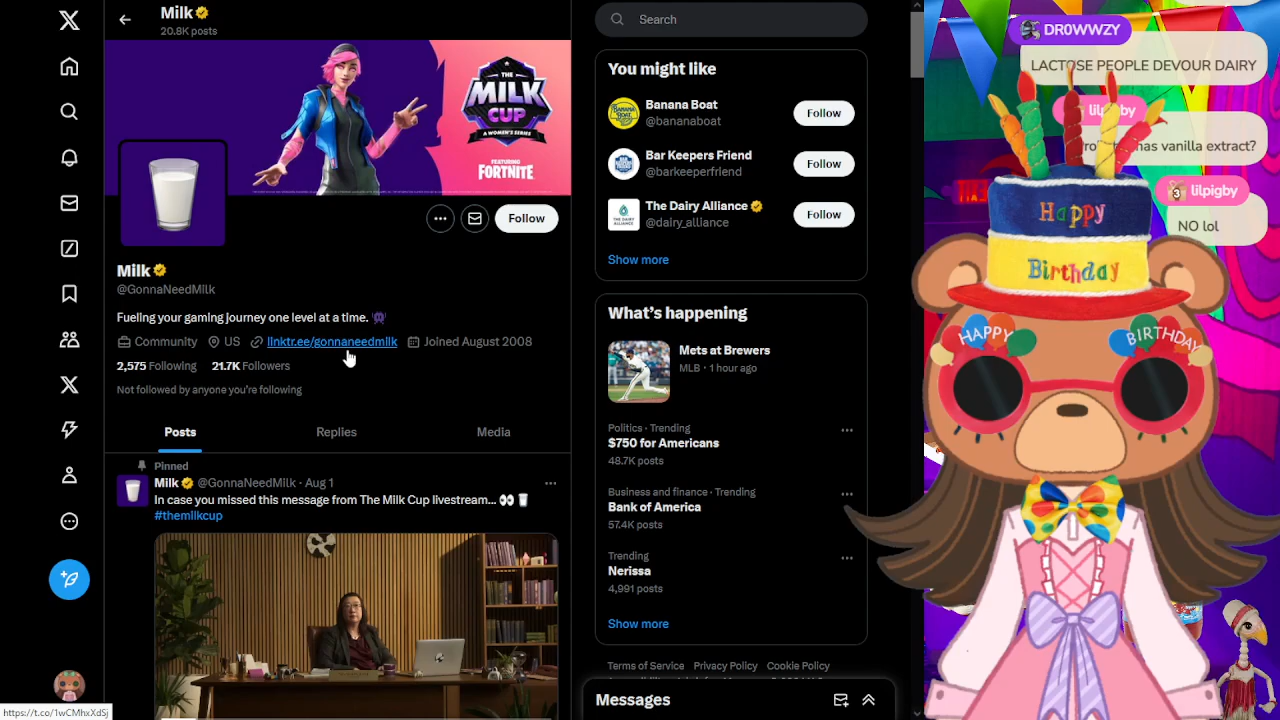 Milk
20.8K posts
THE
MILK
CUP
A WOMEN'S SERIES
FEATURING
FORTNITE
Follow
Milk
@GonnaNeedMilk
Fueling your gaming journey one level at a time.
Community US linktr.ee/gonnaneedmilk Joined August 2008
2,575 Following 21.7K Followers
Not followed by anyone you're following
Posts Replies Media
Pinned
Milk @GonnaNeedMilk · Aug 1
In case you missed this message from The Milk Cup livestream...
#themilkcup
https://t.co/1wCMhxXdSj
Search
You might like
BANANA BOAT
Banana Boat
@bananaboat
Follow
Bar Keepers Friend
@barkeeperfriend
Follow
The Dairy Alliance
@dairy_alliance
Follow
Show more
What's happening
Mets at Brewers
MLB · 1 hour ago
Politics · Trending
$750 for Americans
48.7K posts
Business and finance · Trending
Bank of America
57.4K posts
Trending
Nerissa
4,991 posts
Show more
Terms of Service Privacy Policy Cookie Policy
Messages
DR0WWZY
LACTOSE PEOPLE DEVOUR DAIRY
lilpigby
has vanilla extract?
3 lilpigby
NO lol
Happy
Birthday
HAPPY BIRTHDAY